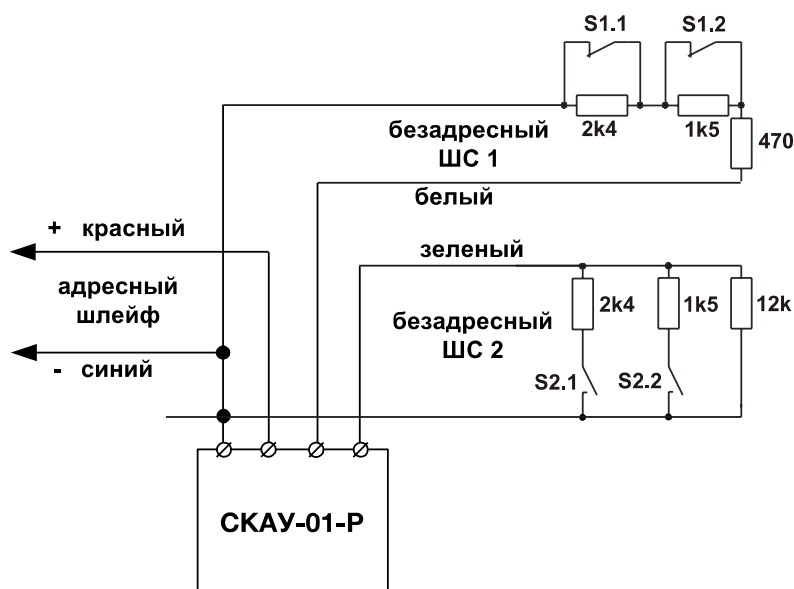 S1.1
S1.2
2k4
1k5
470
безадресный
ШС 1
белый
+ красный
зеленый
адресный
шлейф
безадресный
ШС 2
2k4
1k5
12k
- синий
S2.1
S2.2
СКАУ-01-Р